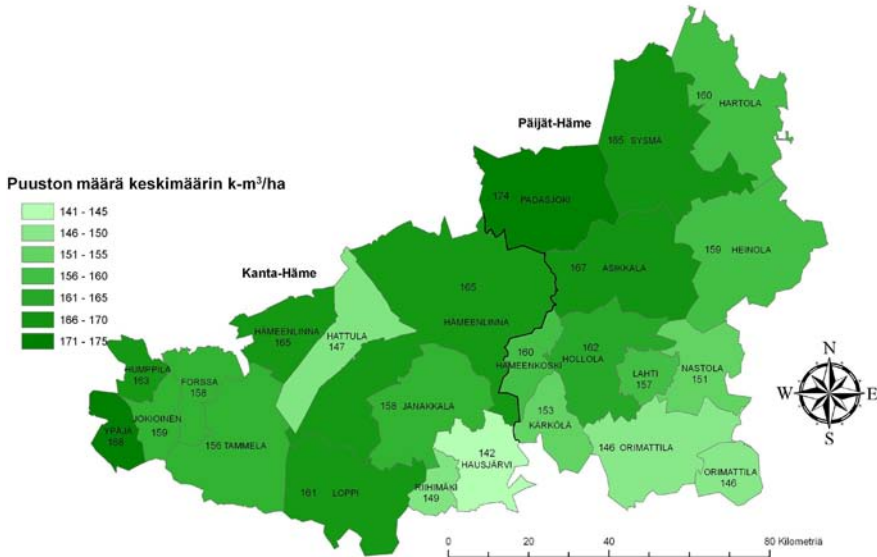 160
HARTOLA
Päijät-Häme
165 SYSMÄ
Puuston määrä keskimäärin k-m³/ha
141 - 145
146 - 150
151 - 155
156 - 160
161 - 165
166 - 170
171 - 175
174 PADASJOKI
159 HEINOLA
Kanta-Häme
167 ASIKKALA
165
HÄMEENLINNA
HÄMEENLINNA
165
HATTULA
147
160
HÄMEENKOSKI
162
HOLLOLA
LAHTI
157
NASTOLA
151
HUMPPILA
163
FORSSA
158
JOKIOINEN
159
YPÄJÄ
156 TAMMELA
158 JANAKKALA
153
KÄRKÖLÄ
142
HAUSJÄRVI
146 ORIMATTILA
ORIMATTILA
146
RIIHIMÄKI
149
161 LOPPI
N
W E
S
0 20 40 80 Kilometriä